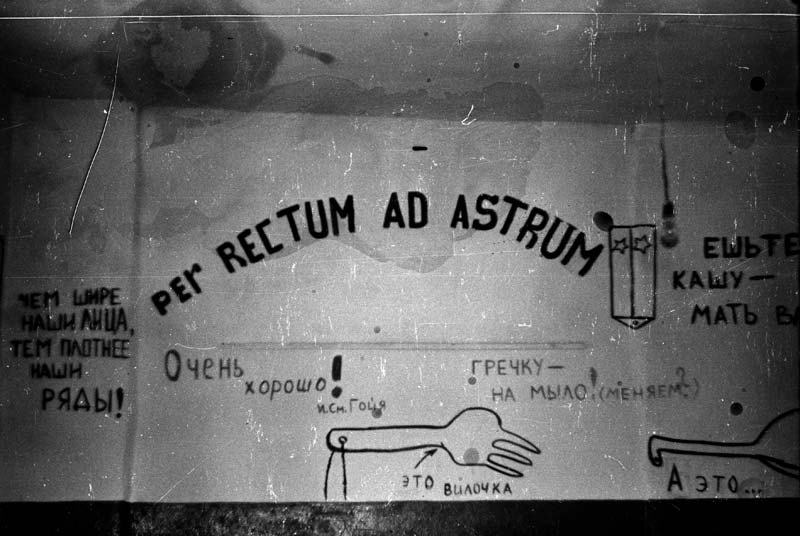 per RECTUM AD ASTRUM
ЧЕМ ШИРЕ
НАШИ ЛИЦА,
ТЕМ ПЛОТНЕЕ
НАШИ
РЯДЫ!
Очень
хорошо!
ГРЕЧКУ—
НА МЫЛО! (МЕНЯЕМ?)
ЭТО ВИЛОЧКА
ЕШЬТЕ
КАШУ—
МАТЬ
А ЭТО...